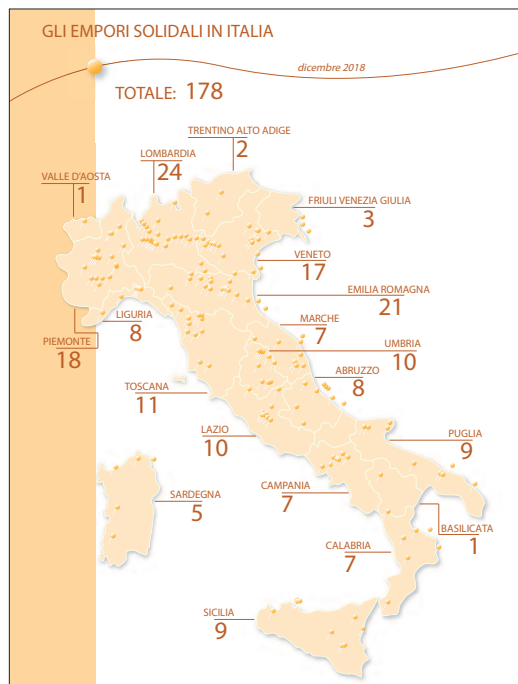 GLI EMPORI SOLIDALI IN ITALIA
dicembre 2018
TOTALE: 178
TRENTINO ALTO ADIGE
2
LOMBARDIA
24
VALLE D'AOSTA
1
FRIULI VENEZIA GIULIA
3
VENETO
17
EMILIA ROMAGNA
21
MARCHE
7
LIGURIA
8
UMBRIA
10
PIEMONTE
18
ABRUZZO
8
TOSCANA
11
LAZIO
10
PUGLIA
9
CAMPANIA
7
SARDEGNA
5
BASILICATA
1
CALABRIA
7
SICILIA
9